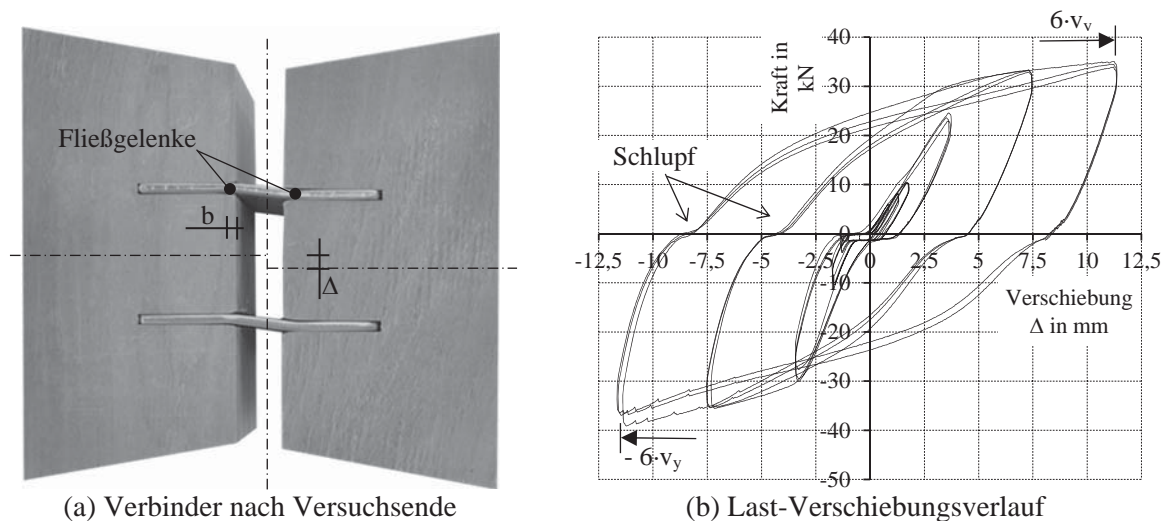 Fließgelenke
b
Δ
(a) Verbinder nach Versuchsende
6·v_v
Kraft in
kN
40
30
20
10
0
-10
-20
-30
-40
-50
Schlupf
-12,5 -10 -7,5 -5 -2,5 0 2,5 5 7,5 10 12,5
Verschiebung
Δ in mm
- 6·v_y
(b) Last-Verschiebungsverlauf